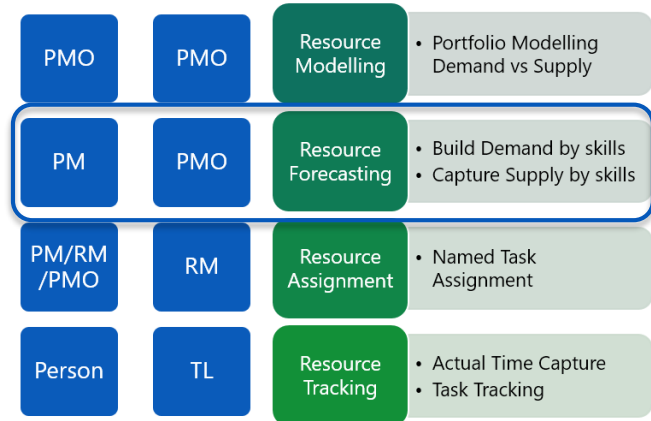 PMO
PMO
Resource
Modelling
• Portfolio Modelling
Demand vs Supply
PM
PMO
Resource
Forecasting
• Build Demand by skills
• Capture Supply by skills
PM/RM
/PMO
RM
Resource
Assignment
• Named Task
Assignment
Person
TL
Resource
Tracking
• Actual Time Capture
• Task Tracking